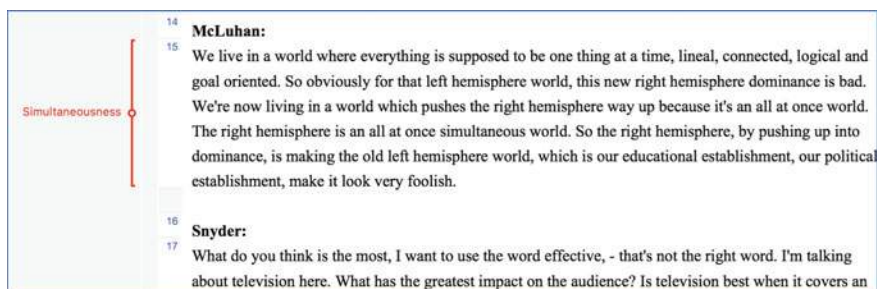 14
McLuhan:
15
We live in a world where everything is supposed to be one thing at a time, lineal, connected, logical and
goal oriented. So obviously for that left hemisphere world, this new right hemisphere dominance is bad.
Simultaneousness
We're now living in a world which pushes the right hemisphere way up because it's an all at once world.
The right hemisphere is an all at once simultaneous world. So the right hemisphere, by pushing up into
dominance, is making the old left hemisphere world, which is our educational establishment, our political
establishment, make it look very foolish.
16
Snyder:
17
What do you think is the most, I want to use the word effective, - that's not the right word. I'm talking
about television here. What has the greatest impact on the audience? Is television best when it covers an